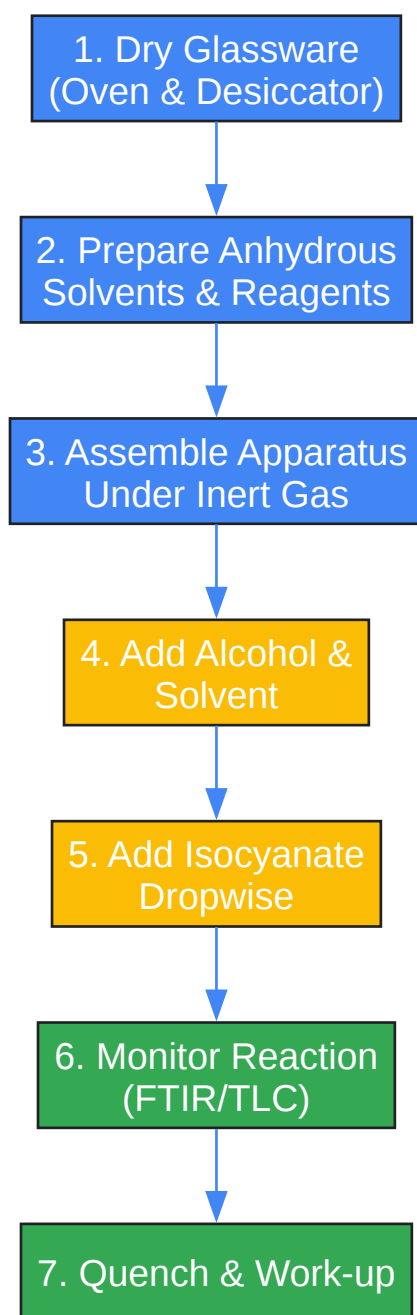 1. Dry Glassware
(Oven & Desiccator)
2. Prepare Anhydrous
Solvents & Reagents
3. Assemble Apparatus
Under Inert Gas
4. Add Alcohol &
Solvent
5. Add Isocyanate
Dropwise
6. Monitor Reaction
(FTIR/TLC)
7. Quench & Work-up